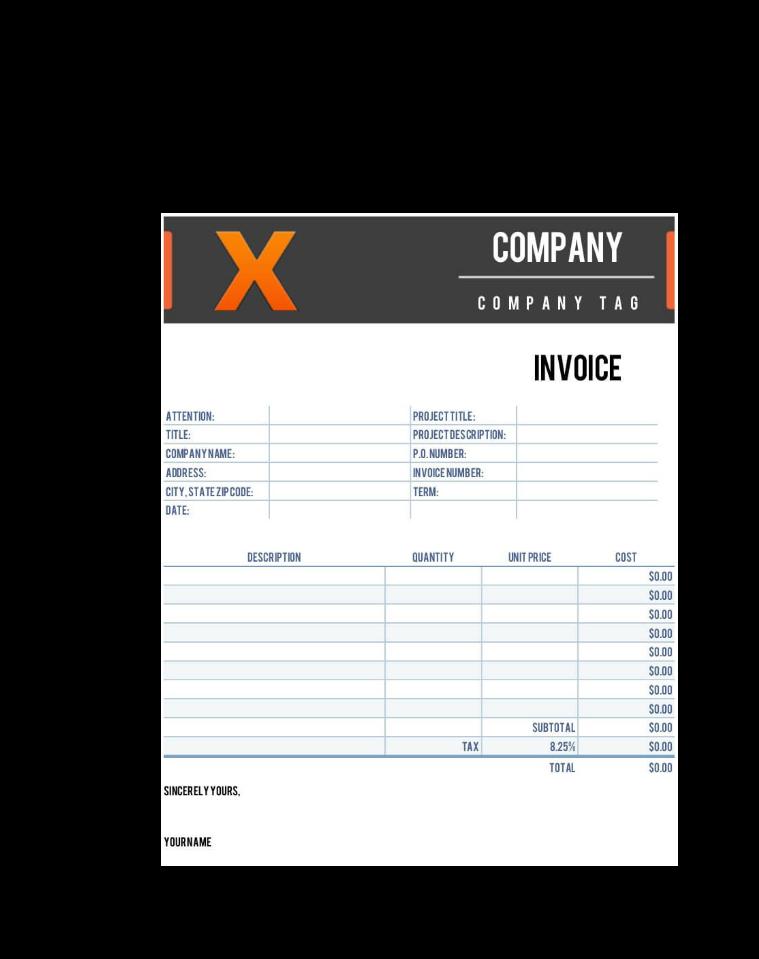 X
COMPANY
COMPANY TAG
INVOICE
ATTENTION: PROJECT TITLE:
TITLE: PROJECT DESCRIPTION:
COMPANY NAME: P.O. NUMBER:
ADDRESS: INVOICE NUMBER:
CITY, STATE ZIP CODE: TERM:
DATE:
DESCRIPTION QUANTITY UNIT PRICE COST
$0.00
$0.00
$0.00
$0.00
$0.00
$0.00
$0.00
$0.00
SUBTOTAL $0.00
TAX 8.25% $0.00
TOTAL $0.00
SINCERELY YOURS,
YOUR NAME